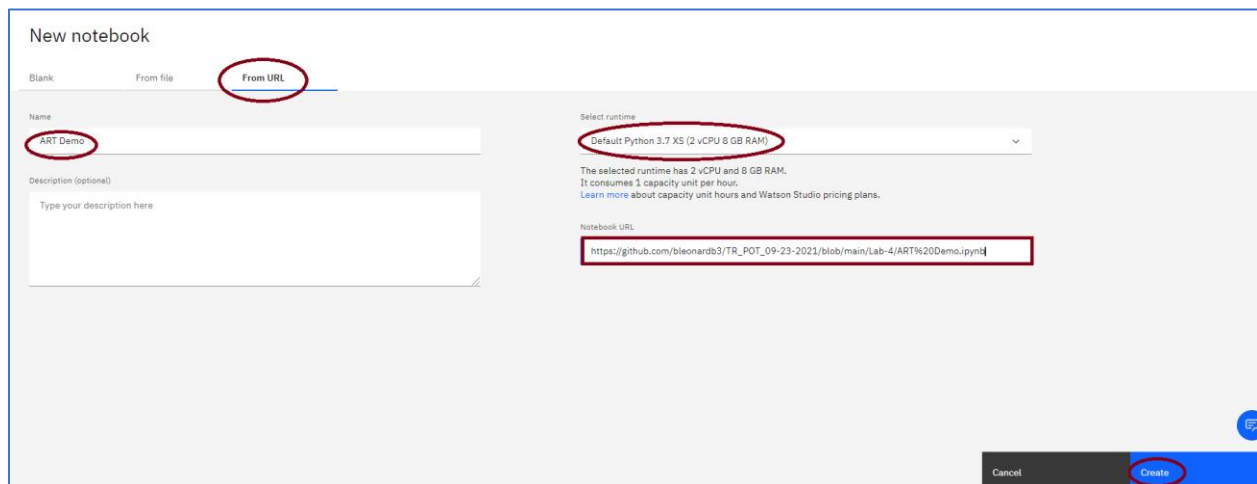 New notebook
Blank From file From URL
Name
ART Demo
Description (optional)
Type your description here
Select runtime
Default Python 3.7 XS (2 vCPU 8 GB RAM)
The selected runtime has 2 vCPU and 8 GB RAM.
It consumes 1 capacity unit per hour.
Learn more about capacity unit hours and Watson Studio pricing plans.
Notebook URL
https://github.com/bleonardb3/TR_POT_09-23-2021/blob/main/Lab-4/ART%20Demo.ipynb
Cancel Create